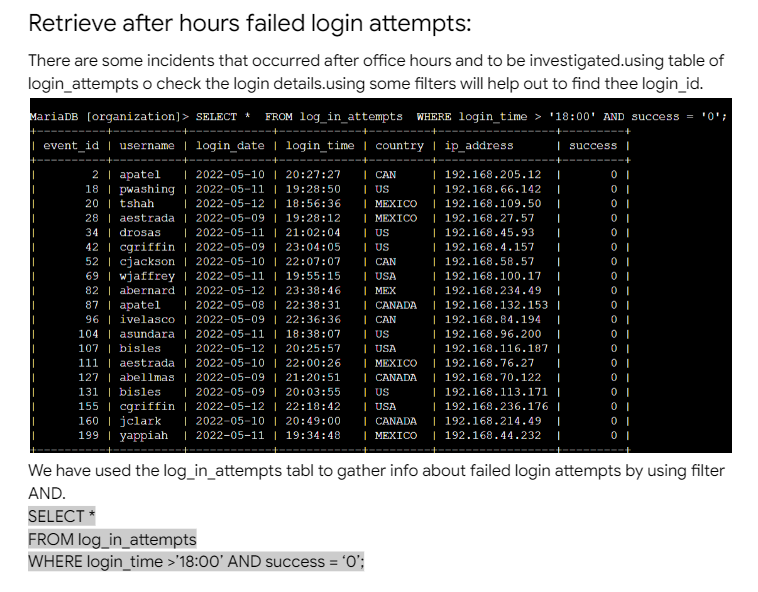 Retrieve after hours failed login attempts:
There are some incidents that occurred after office hours and to be investigated.using table of
login_attempts o check the login details.using some filters will help out to find thee login_id.
MariaDB [organization]> SELECT *  FROM log_in_attempts  WHERE login_time > '18:00' AND success = '0';
| event_id | username | login_date | login_time | country | ip_address | success |
| 2 | apatel | 2022-05-10 | 20:27:27 | CAN | 192.168.205.12 | 0 |
| 18 | pwashing | 2022-05-11 | 19:28:50 | US | 192.168.66.142 | 0 |
| 20 | tshah | 2022-05-12 | 18:56:36 | MEXICO | 192.168.109.50 | 0 |
| 28 | aestrada | 2022-05-09 | 19:28:12 | MEXICO | 192.168.27.57 | 0 |
| 34 | drosas | 2022-05-11 | 21:02:04 | US | 192.168.45.93 | 0 |
| 42 | cgriffin | 2022-05-09 | 23:04:05 | US | 192.168.4.157 | 0 |
| 52 | cjackson | 2022-05-10 | 22:07:07 | CAN | 192.168.58.57 | 0 |
| 69 | wjaffrey | 2022-05-11 | 19:55:15 | USA | 192.168.100.17 | 0 |
| 82 | abernard | 2022-05-12 | 23:38:46 | MEX | 192.168.234.49 | 0 |
| 87 | apatel | 2022-05-08 | 22:38:31 | CANADA | 192.168.132.153 | 0 |
| 96 | ivelasco | 2022-05-09 | 22:36:36 | CAN | 192.168.84.194 | 0 |
| 104 | asundara | 2022-05-11 | 18:38:07 | US | 192.168.96.200 | 0 |
| 107 | bisles | 2022-05-12 | 20:25:57 | USA | 192.168.116.187 | 0 |
| 111 | aestrada | 2022-05-10 | 22:00:26 | MEXICO | 192.168.76.27 | 0 |
| 127 | abellmas | 2022-05-09 | 21:20:51 | CANADA | 192.168.70.122 | 0 |
| 131 | bisles | 2022-05-09 | 20:03:55 | US | 192.168.113.171 | 0 |
| 155 | cgriffin | 2022-05-12 | 22:18:42 | USA | 192.168.236.176 | 0 |
| 160 | jclark | 2022-05-10 | 20:49:00 | CANADA | 192.168.214.49 | 0 |
| 199 | yappiah | 2022-05-11 | 19:34:48 | MEXICO | 192.168.44.232 | 0 |
We have used the log_in_attempts tabl to gather info about failed login attempts by using filter
AND.
SELECT *
FROM log_in_attempts
WHERE login_time >'18:00' AND success = ‘0’;